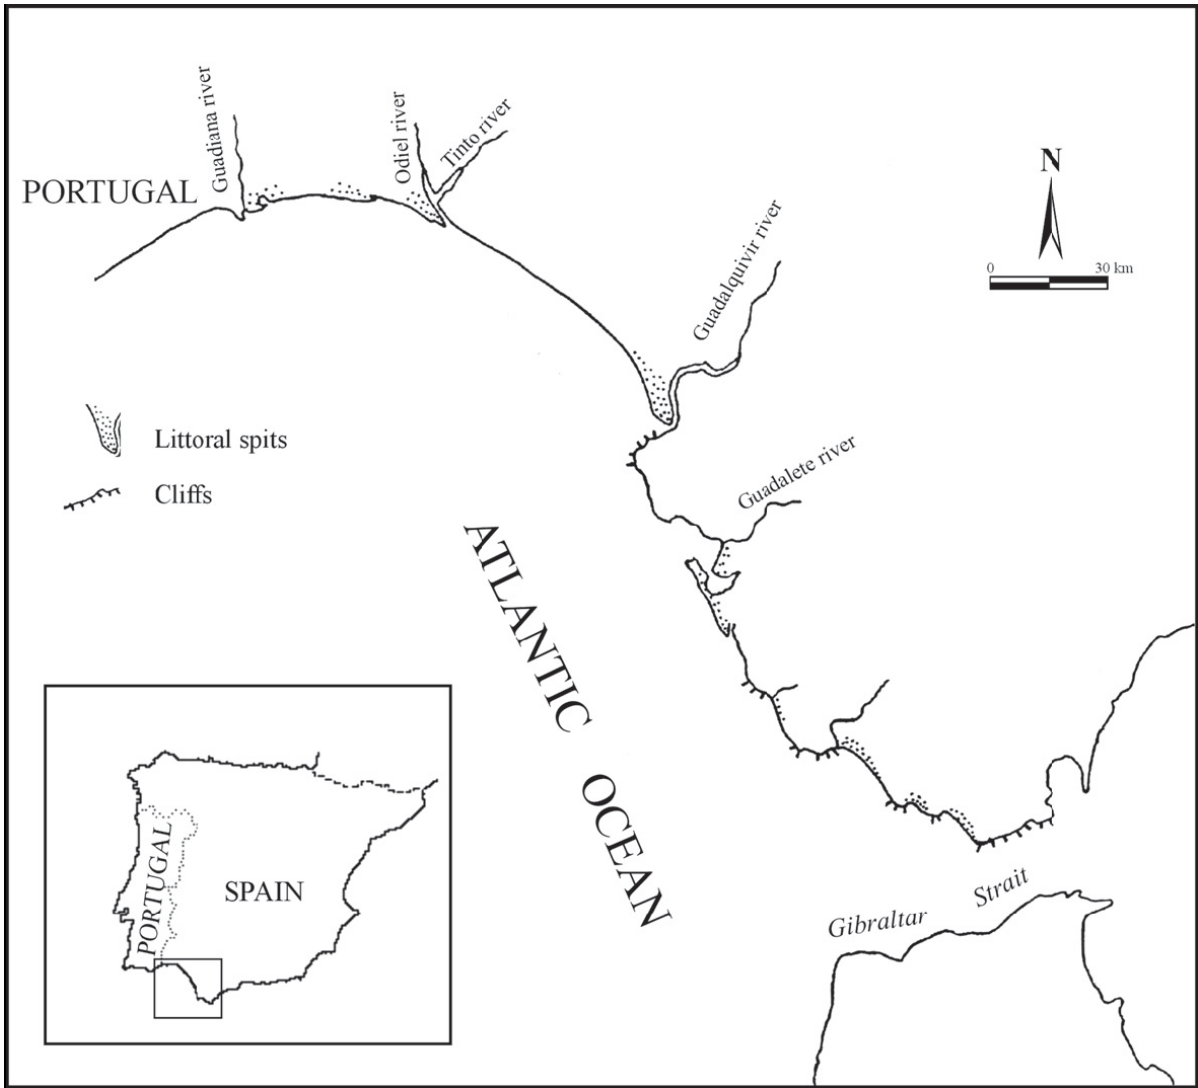 Guadiana river
Odiel river
Tinto river
PORTUGAL
N
0 30 km
Guadalquivir river
Littoral spits
Cliffs
Guadalete river
ATLANTIC OCEAN
PORTUGAL
SPAIN
Gibraltar Strait